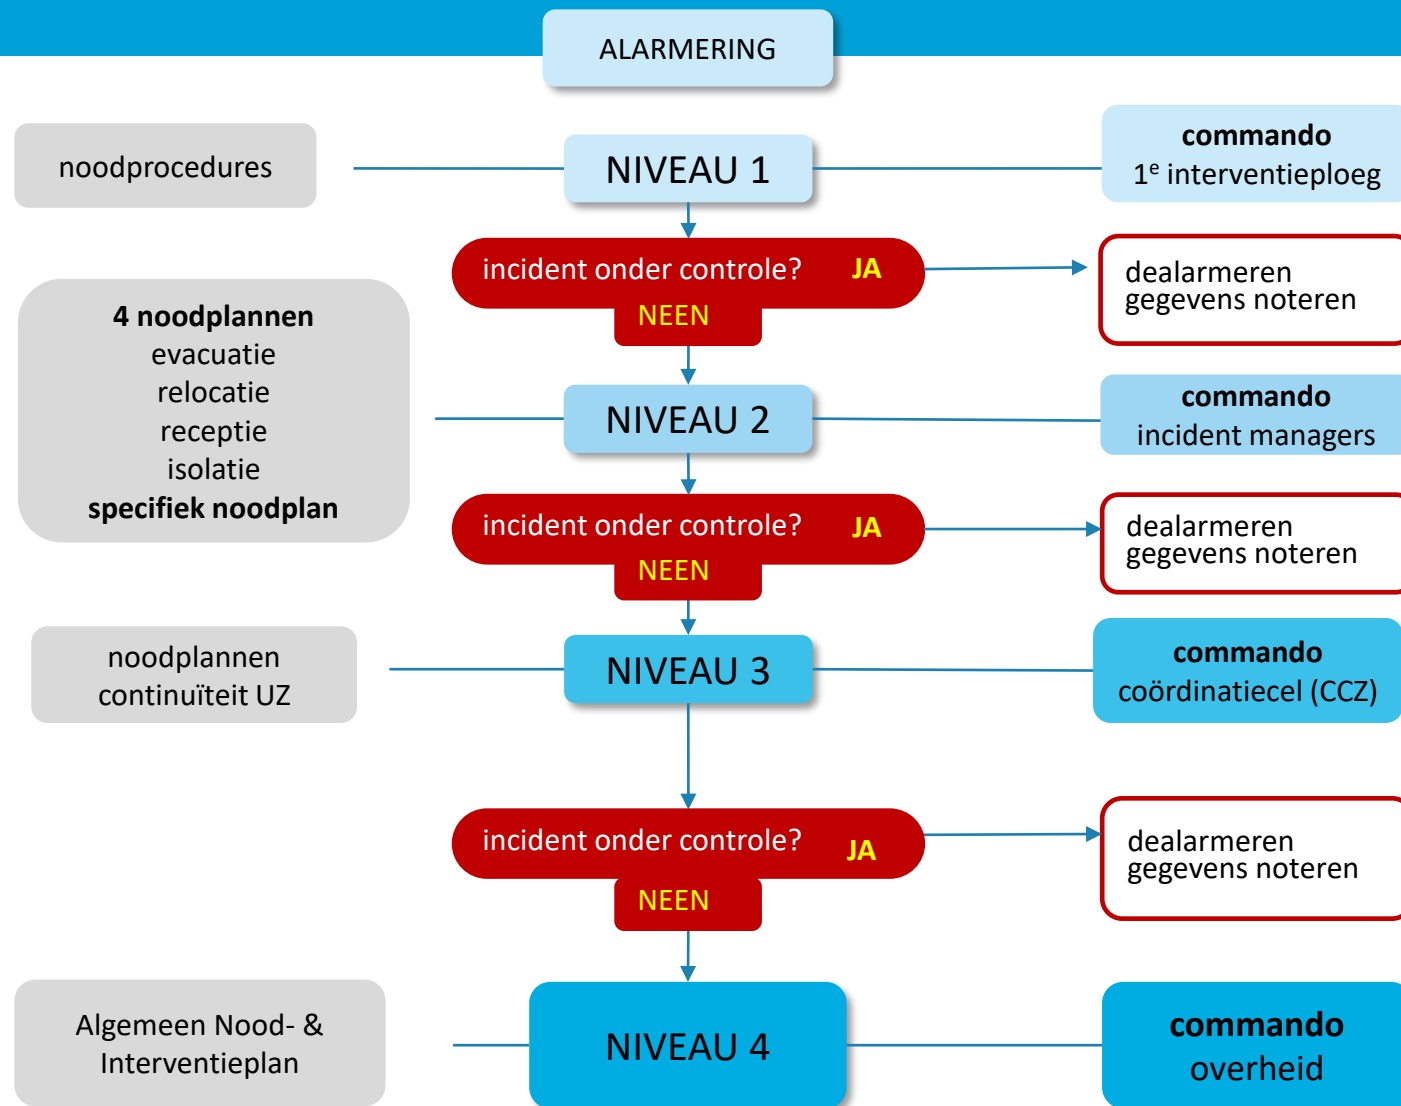 ALARMERING
noodprocedures
NIVEAU 1
commando
1e interventieploeg
incident onder controle? JA
NEEN
dealarmeren
gegevens noteren
4 noodplannen
evacuatie
relocatie
receptie
isolatie
specifiek noodplan
NIVEAU 2
commando
incident managers
incident onder controle? JA
NEEN
dealarmeren
gegevens noteren
noodplannen
continuïteit UZ
NIVEAU 3
commando
coördinatiecel (CCZ)
incident onder controle? JA
NEEN
dealarmeren
gegevens noteren
Algemeen Nood- &
Interventieplan
NIVEAU 4
commando
overheid